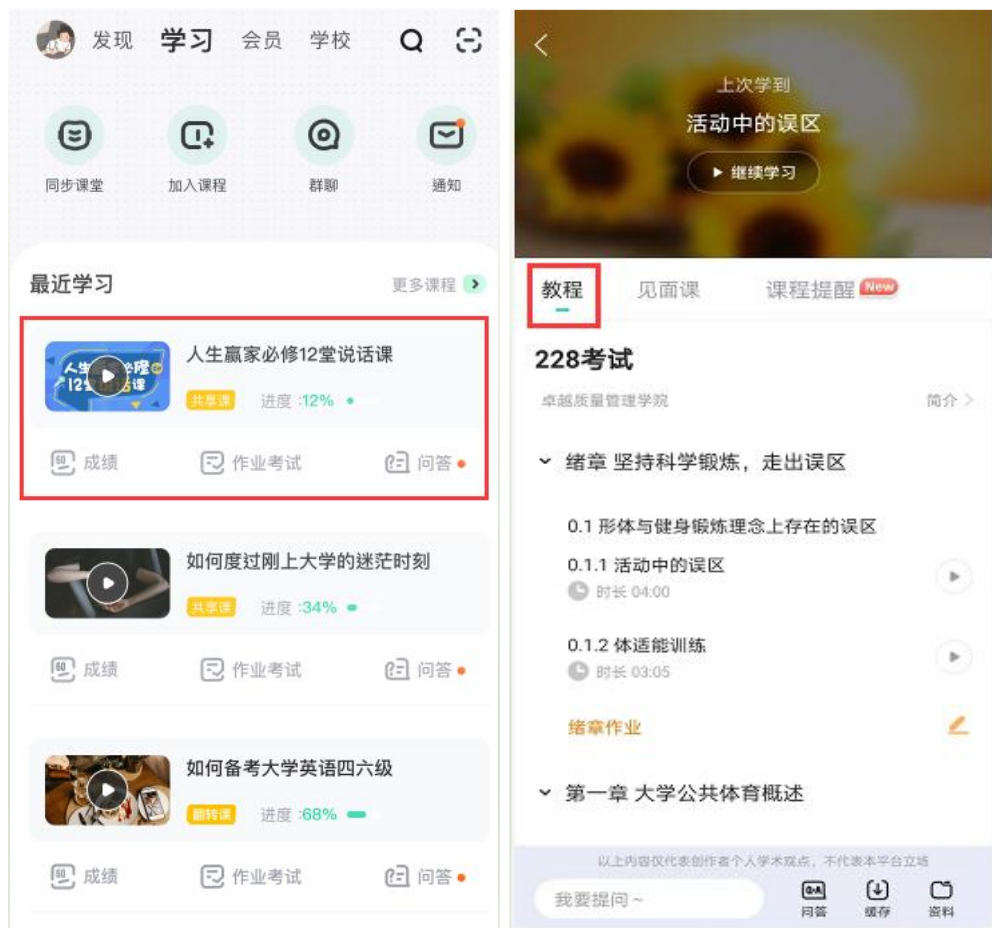 发现 学习 会员 学校
同步课堂 加入课程 群聊 通知
最近学习 更多课程
人生赢家必修12堂说话课
共享课 进度 :12%
成绩 作业考试 问答
如何度过刚上大学的迷茫时刻
共享课 进度 :34%
成绩 作业考试 问答
如何备考大学英语四六级
翻转课 进度 :68%
成绩 作业考试 问答
上次学到
活动中的误区
继续学习
教程 见面课 课程提醒 New
228考试
卓越质量管理学院 简介
绪章 坚持科学锻炼，走出误区
0.1 形体与健身锻炼理念上存在的误区
0.1.1 活动中的误区
时长 04:00
0.1.2 体适能训练
时长 03:05
绪章作业
第一章 大学公共体育概述
以上内容仅代表创作者个人学术观点，不代表本平台立场
我要提问~
问答 缓存 资料